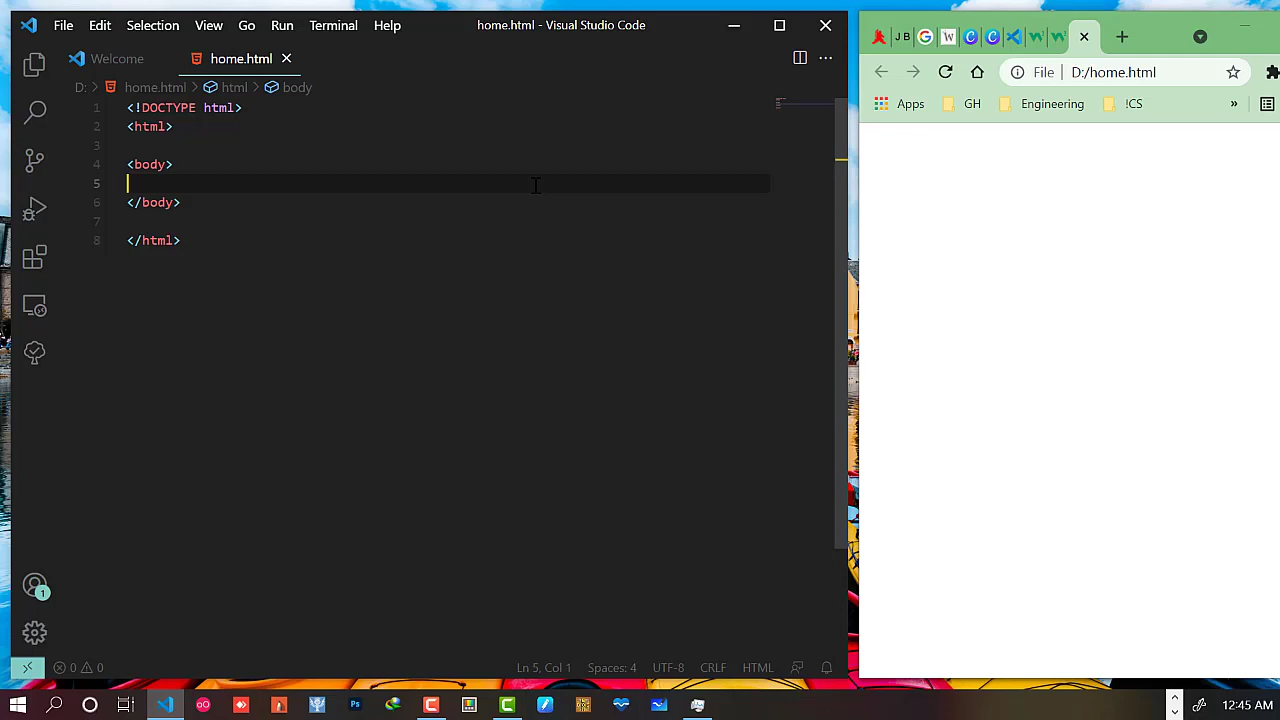 File Edit Selection View Go Run Terminal Help home.html - Visual Studio Code
Welcome home.html
D: > home.html > html > body
1 <!DOCTYPE html>
2 <html>
3
4 <body>
5
6 </body>
7
8 </html>
1
0 0 Ln 5, Col 1 Spaces: 4 UTF-8 CRLF HTML
J B
File D:/home.html
Apps GH Engineering !CS »
12:45 AM